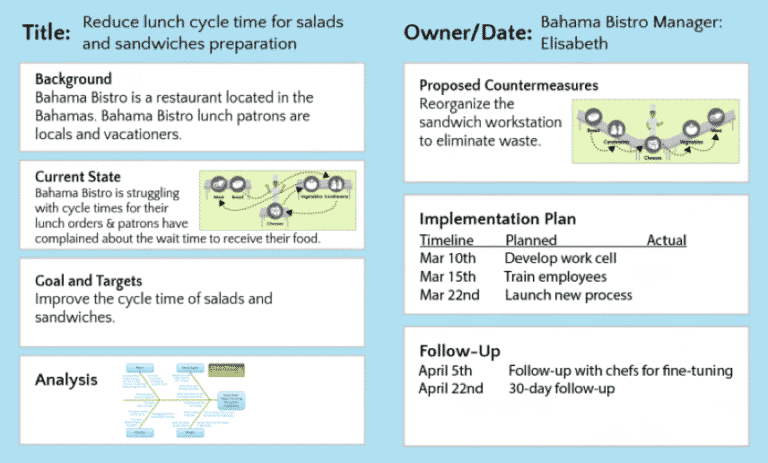 Title:
Reduce lunch cycle time for salads
and sandwiches preparation
Background
Bahama Bistro is a restaurant located in the
Bahamas. Bahama Bistro lunch patrons are
locals and vacationers.
Current State
Bahama Bistro is struggling
with cycle times for their
lunch orders & patrons have
complained about the wait time to receive their food.
Meat Bread Vegetables Condiments
Cheeses
Goal and Targets
Improve the cycle time of salads and
sandwiches.
Analysis
Owner/Date:
Bahama Bistro Manager:
Elisabeth
Proposed Countermeasures
Reorganize the
sandwich workstation
to eliminate waste.
Bread Meat
Condiments Vegetables
Cheeses
Implementation Plan
Timeline Planned Actual
Mar 10th Develop work cell
Mar 15th Train employees
Mar 22nd Launch new process
Follow-Up
April 5th Follow-up with chefs for fine-tuning
April 22nd 30-day follow-up